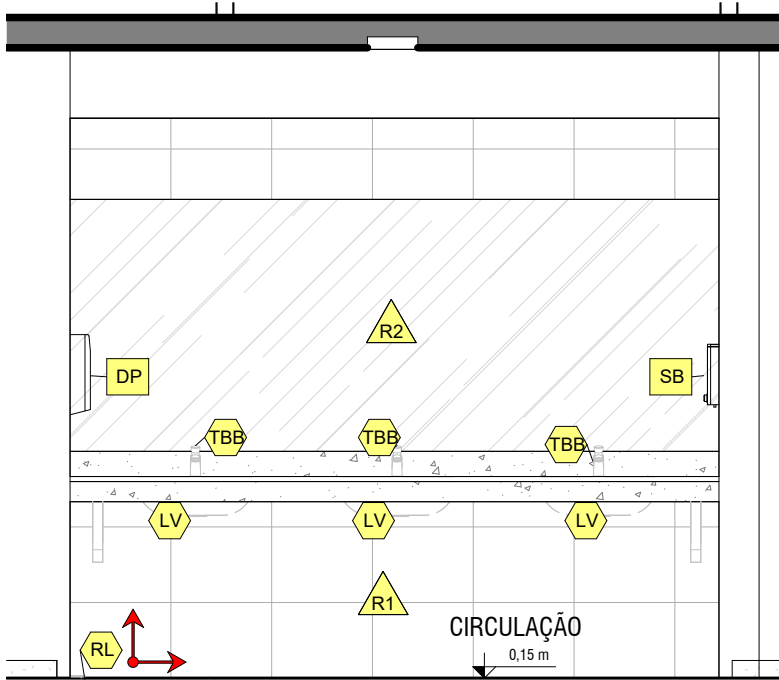 R2
DP
SB
TBB
TBB
TBB
LV
LV
LV
R1
CIRCULAÇÃO
RL
0,15 m